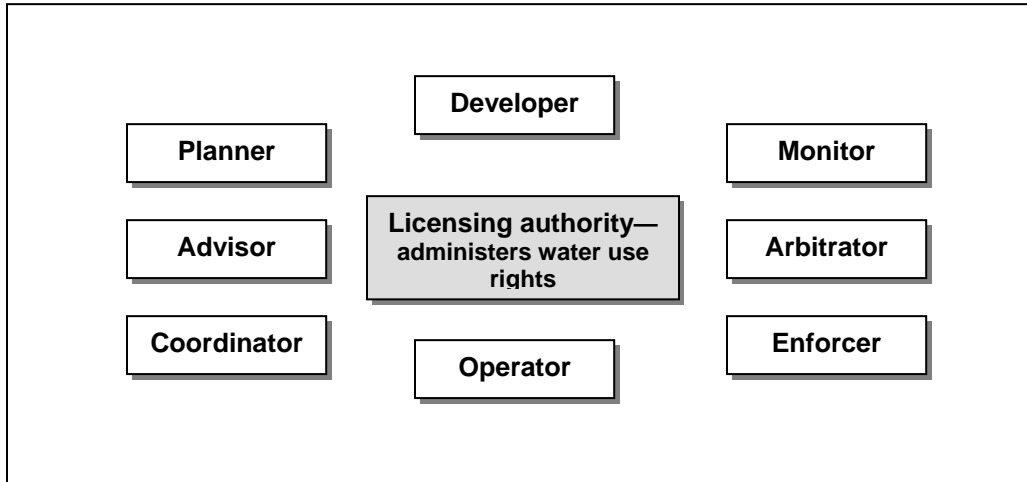 Developer
Planner
Monitor
Licensing authority—
administers water use
rights
Advisor
Arbitrator
Coordinator
Operator
Enforcer